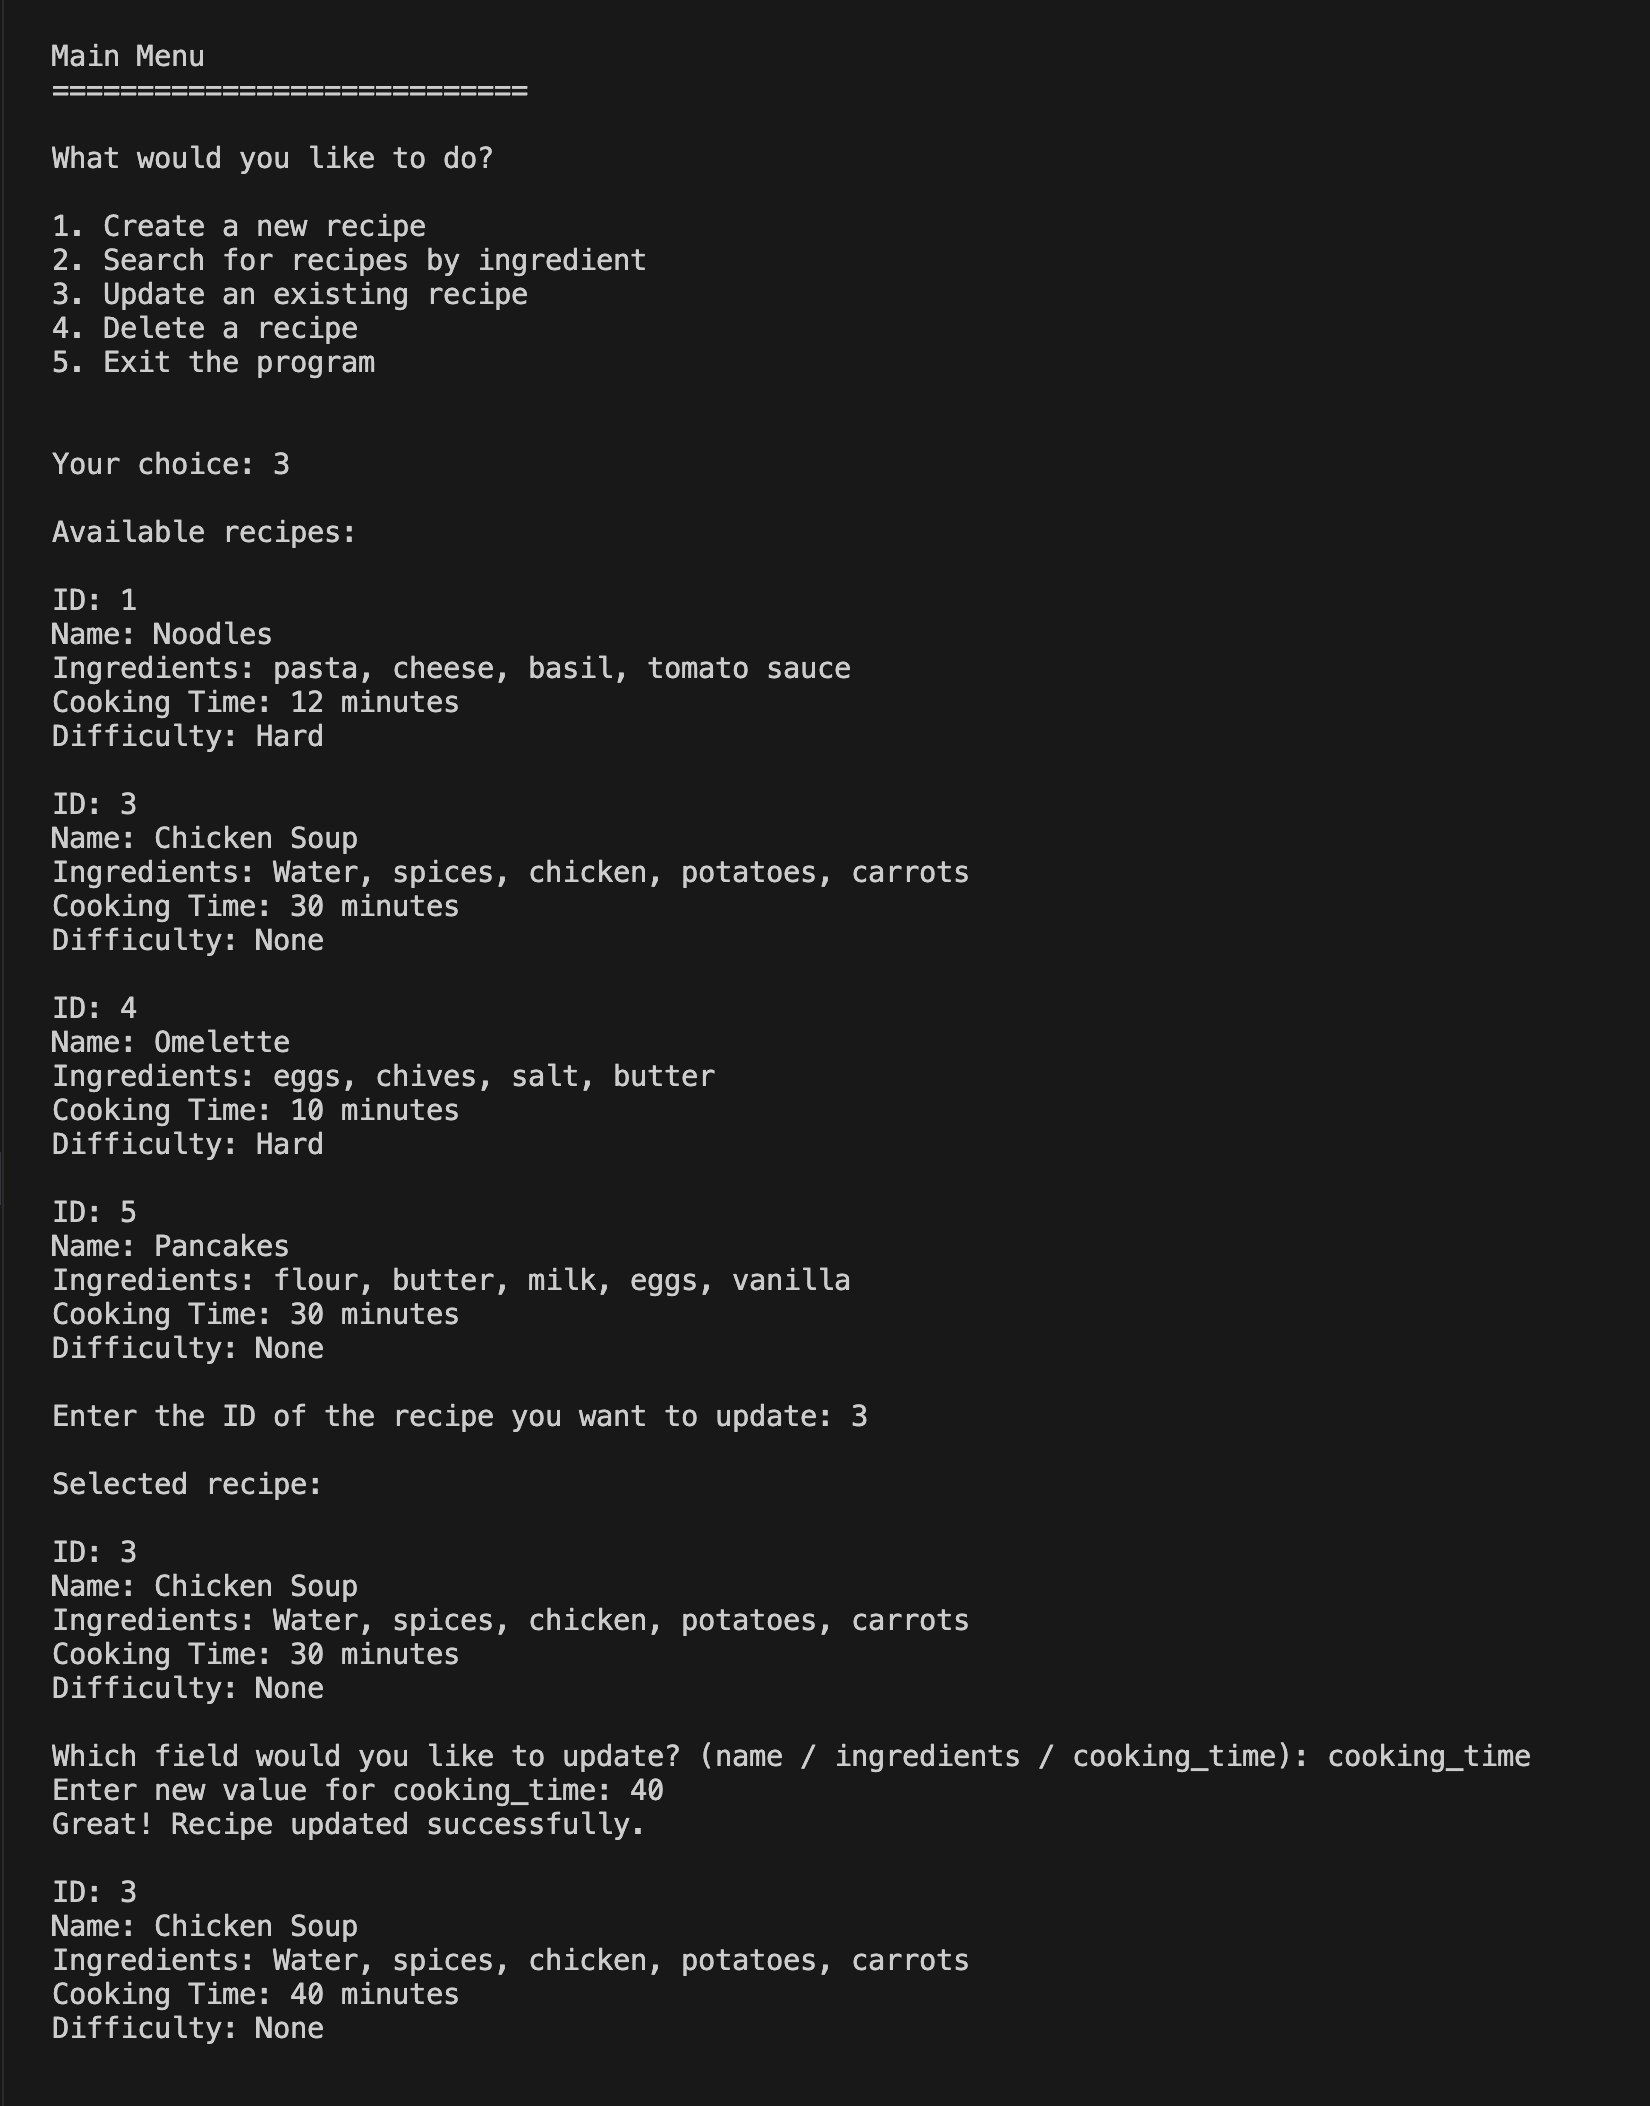 Main Menu
============================
What would you like to do?
1. Create a new recipe
2. Search for recipes by ingredient
3. Update an existing recipe
4. Delete a recipe
5. Exit the program
Your choice: 3
Available recipes:
ID: 1
Name: Noodles
Ingredients: pasta, cheese, basil, tomato sauce
Cooking Time: 12 minutes
Difficulty: Hard
ID: 3
Name: Chicken Soup
Ingredients: Water, spices, chicken, potatoes, carrots
Cooking Time: 30 minutes
Difficulty: None
ID: 4
Name: Omelette
Ingredients: eggs, chives, salt, butter
Cooking Time: 10 minutes
Difficulty: Hard
ID: 5
Name: Pancakes
Ingredients: flour, butter, milk, eggs, vanilla
Cooking Time: 30 minutes
Difficulty: None
Enter the ID of the recipe you want to update: 3
Selected recipe:
ID: 3
Name: Chicken Soup
Ingredients: Water, spices, chicken, potatoes, carrots
Cooking Time: 30 minutes
Difficulty: None
Which field would you like to update? (name / ingredients / cooking_time): cooking_time
Enter new value for cooking_time: 40
Great! Recipe updated successfully.
ID: 3
Name: Chicken Soup
Ingredients: Water, spices, chicken, potatoes, carrots
Cooking Time: 40 minutes
Difficulty: None